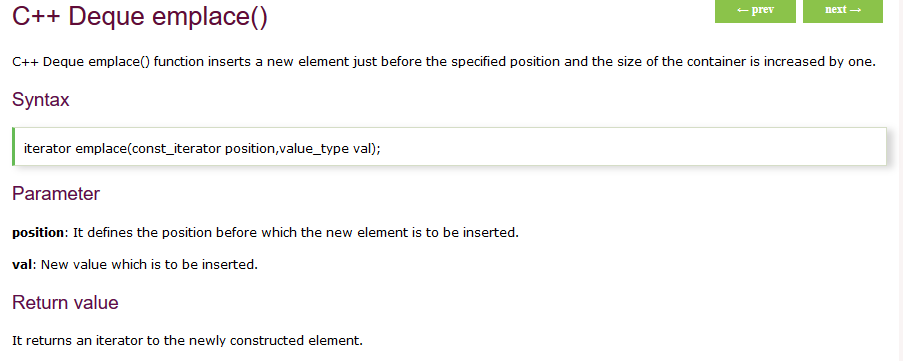 C++ Deque emplace()
← prev
next →
C++ Deque emplace() function inserts a new element just before the specified position and the size of the container is increased by one.
Syntax
iterator emplace(const_iterator position,value_type val);
Parameter
position: It defines the position before which the new element is to be inserted.
val: New value which is to be inserted.
Return value
It returns an iterator to the newly constructed element.